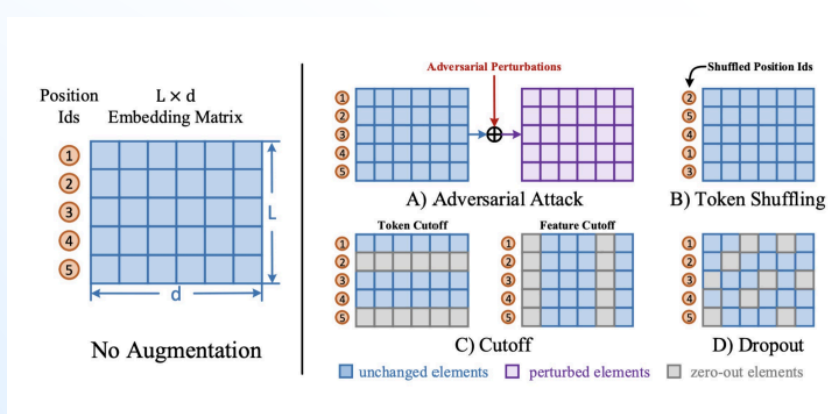 Position
Ids
L × d
Embedding Matrix
1
2
3
4
5
L
d
No Augmentation
Adversarial Perturbations
1
2
3
4
5
A) Adversarial Attack
Shuffled Position Ids
2
5
4
1
3
B) Token Shuffling
Token Cutoff
1
2
3
4
5
Feature Cutoff
1
2
3
4
5
C) Cutoff
1
2
3
4
5
D) Dropout
unchanged elements
perturbed elements
zero-out elements